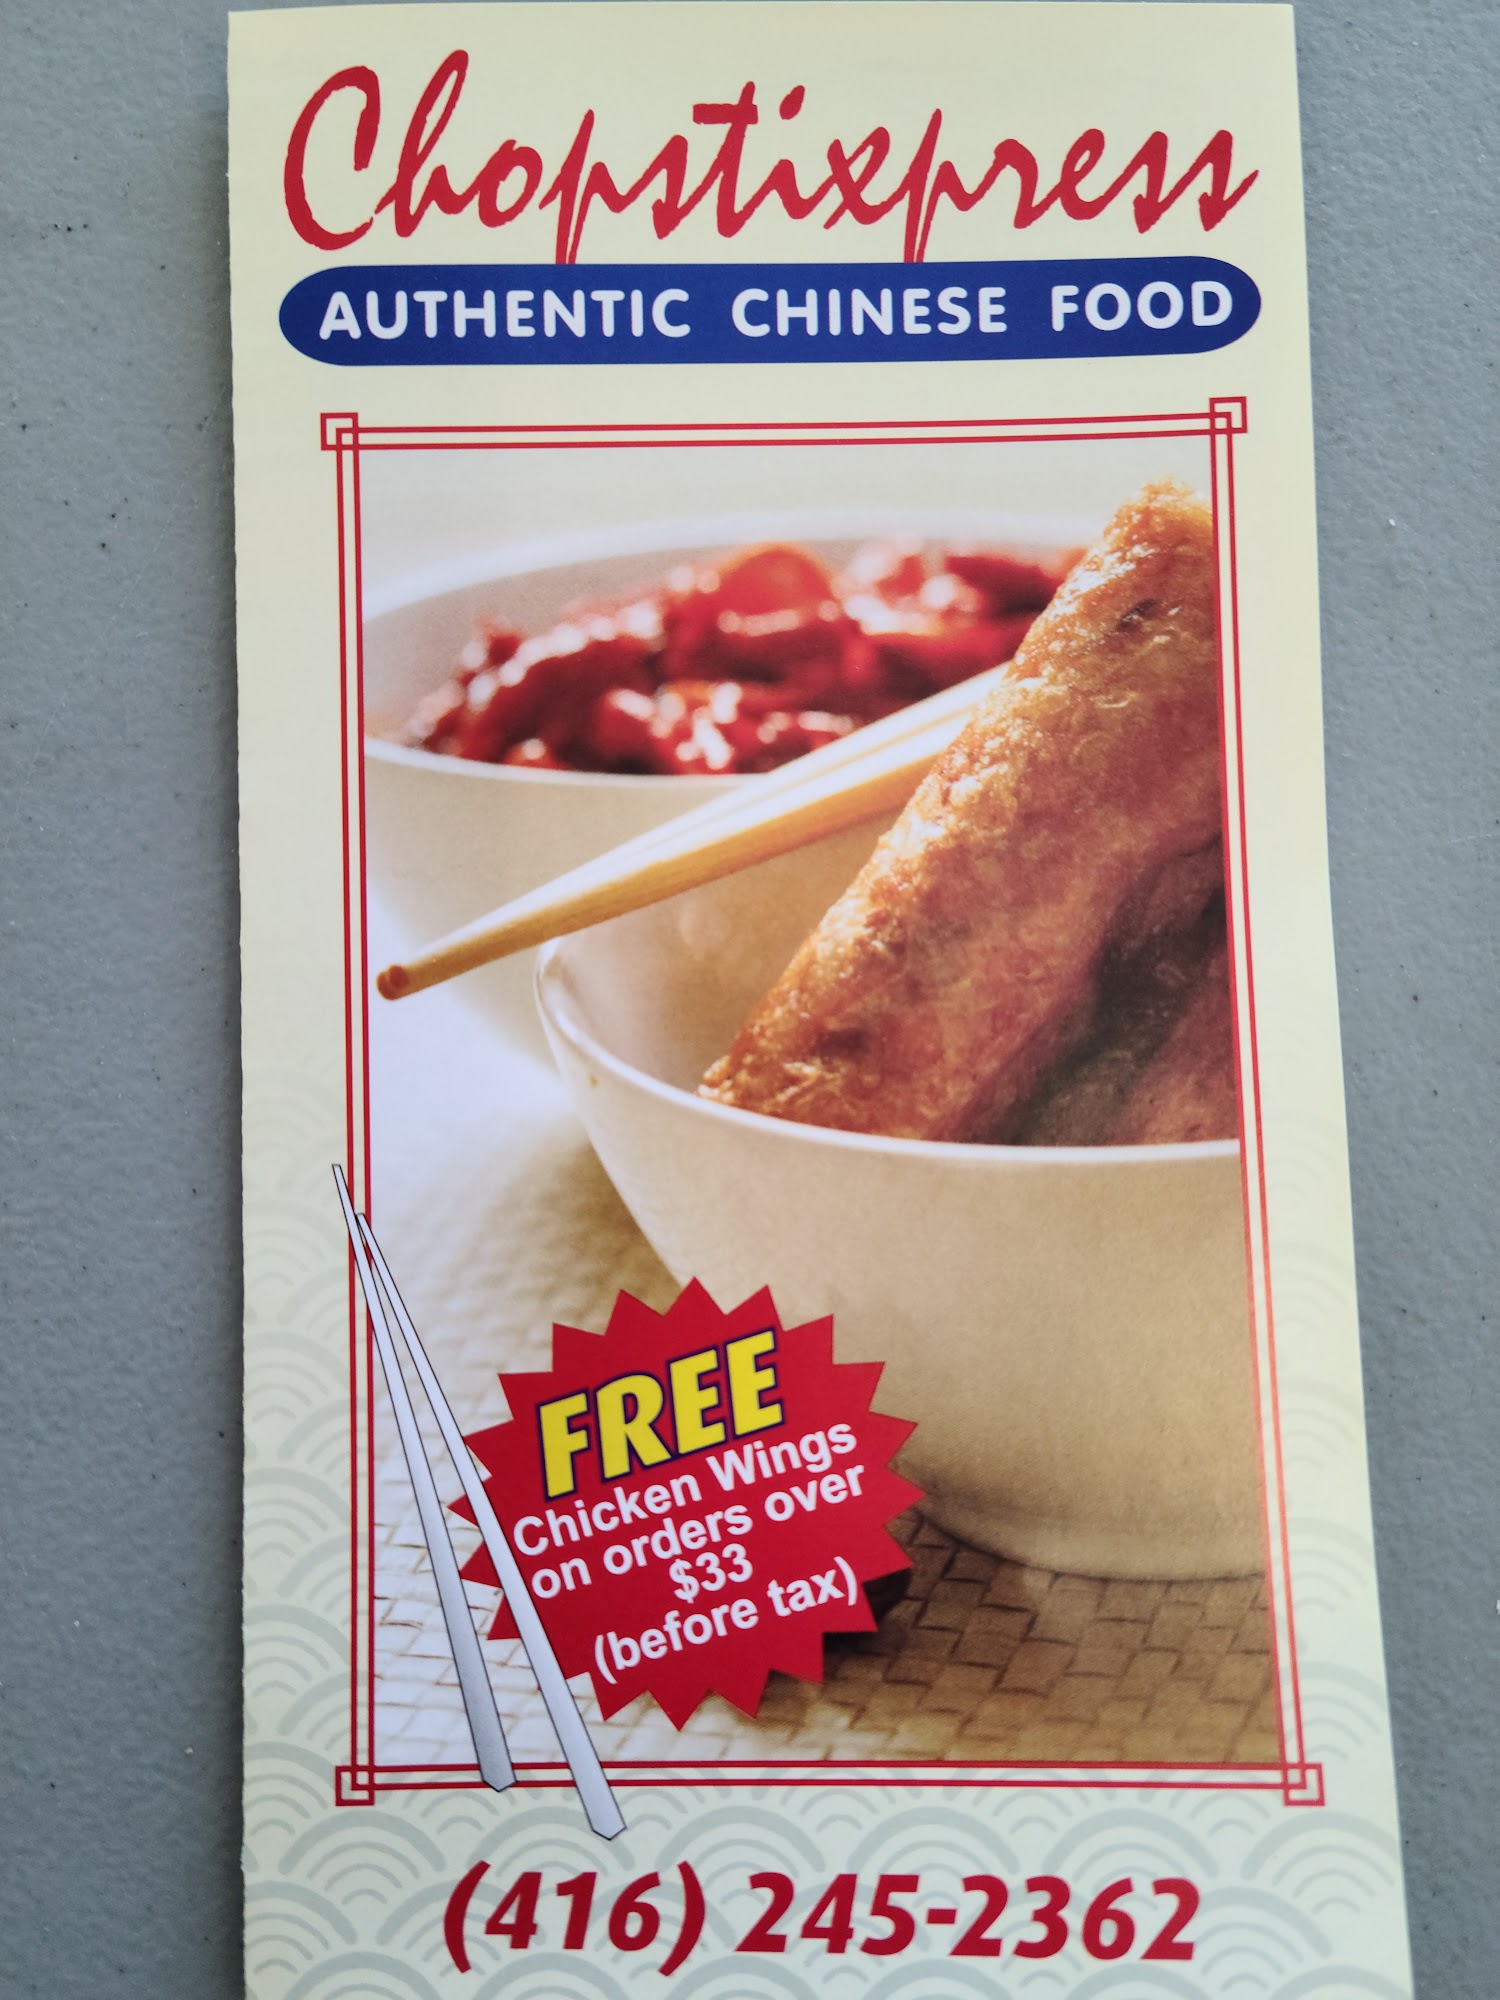 Chopstixpress
AUTHENTIC CHINESE FOOD
FREE
Chicken Wings
on orders over
$33
(before tax)
(416) 245-2362